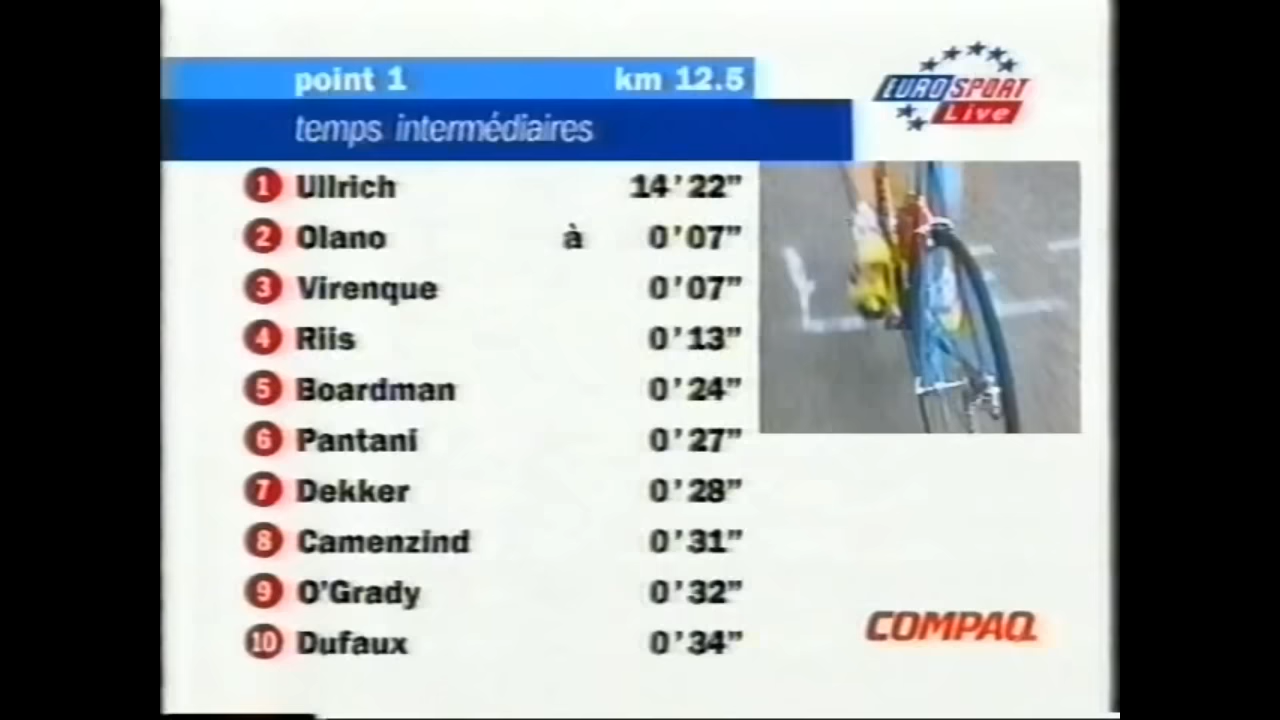 point 1 km 12.5
temps intermédiaires
1 Ullrich 14'22"
2 Olano à 0'07"
3 Virenque 0'07"
4 Riis 0'13"
5 Boardman 0'24"
6 Pantani 0'27"
7 Dekker 0'28"
8 Camenzind 0'31"
9 O'Grady 0'32"
10 Dufaux 0'34"
EUROSPORT
Live
COMPAQ